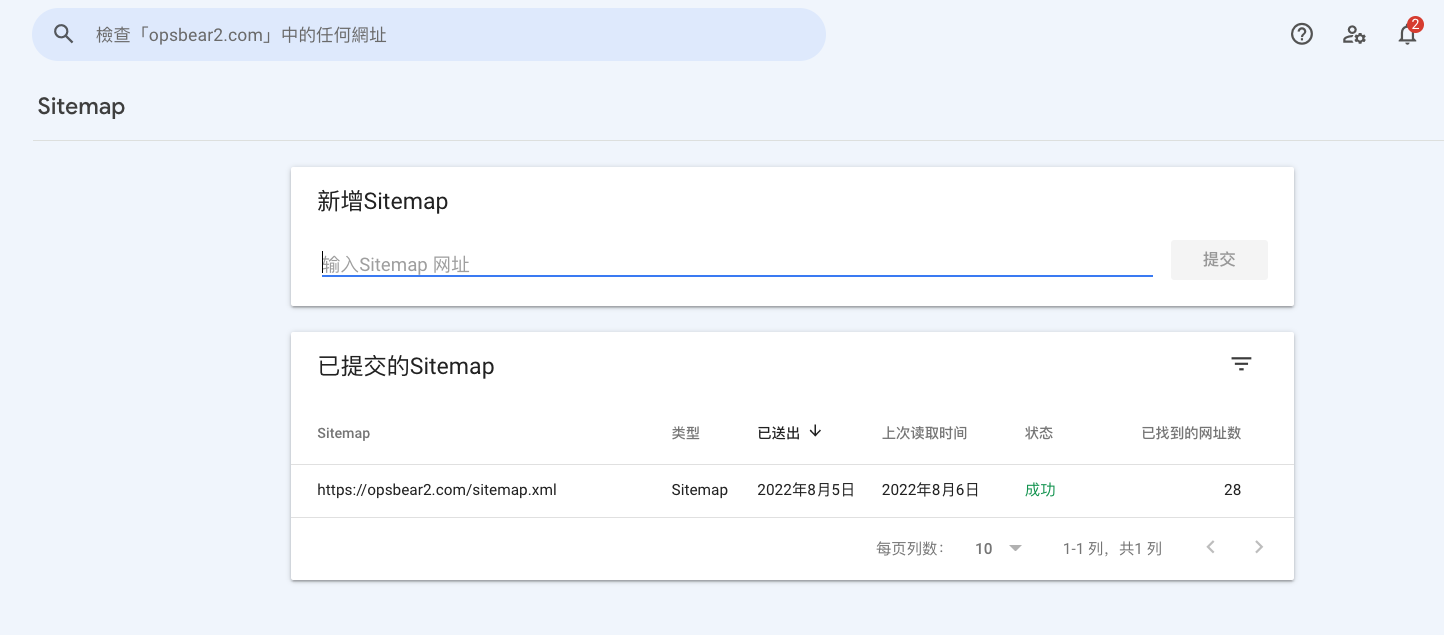 檢查「opsbear2.com」中的任何網址
2
Sitemap
新增Sitemap
输入Sitemap 网址
提交
已提交的Sitemap
Sitemap 类型 已送出 上次读取时间 状态 已找到的网址数
https://opsbear2.com/sitemap.xml Sitemap 2022年8月5日 2022年8月6日 成功 28
每页列数： 10 1-1 列，共1 列